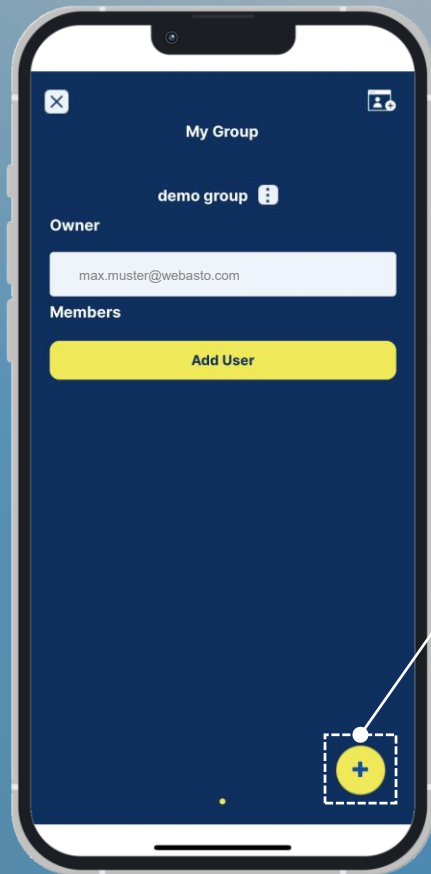 My Group
demo group
Owner
max.muster@webasto.com
Members
Add User
+